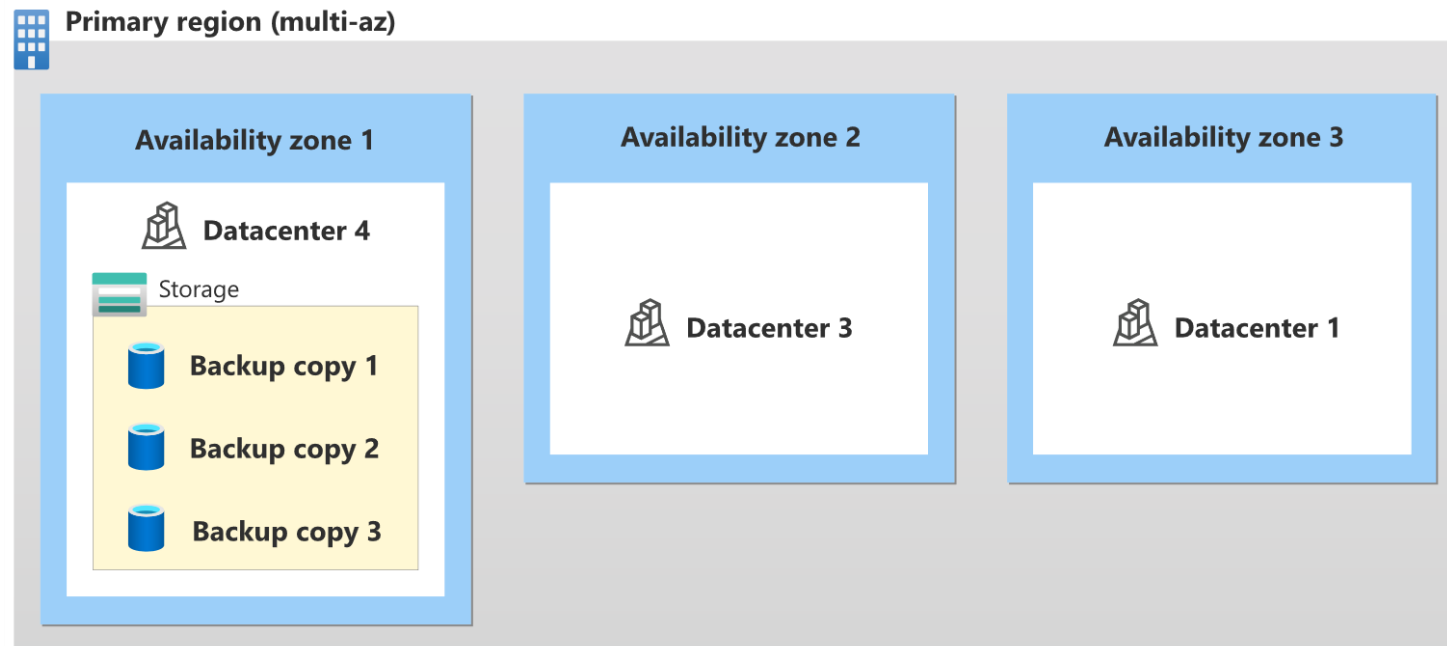 Primary region (multi-az)
Availability zone 1
Datacenter 4
Storage
Backup copy 1
Backup copy 2
Backup copy 3
Availability zone 2
Datacenter 3
Availability zone 3
Datacenter 1